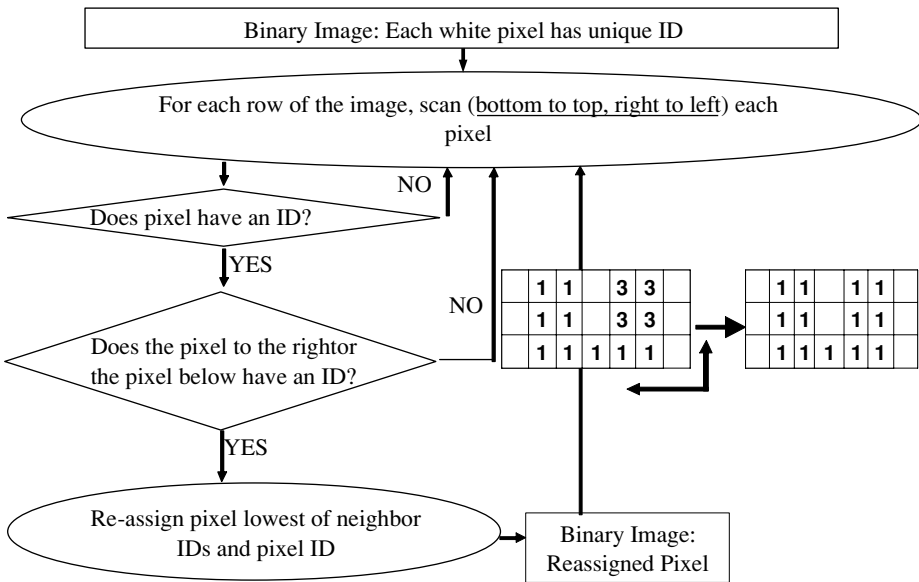 Binary Image: Each white pixel has unique ID
For each row of the image, scan (bottom to top, right to left) each
pixel
NO
Does pixel have an ID?
YES
NO
Does the pixel to the rightor
the pixel below have an ID?
YES
Re-assign pixel lowest of neighbor
IDs and pixel ID
Binary Image:
Reassigned Pixel
1 1 3 3
1 1 3 3
1 1 1 1 1
1 1 1 1
1 1 1 1
1 1 1 1 1